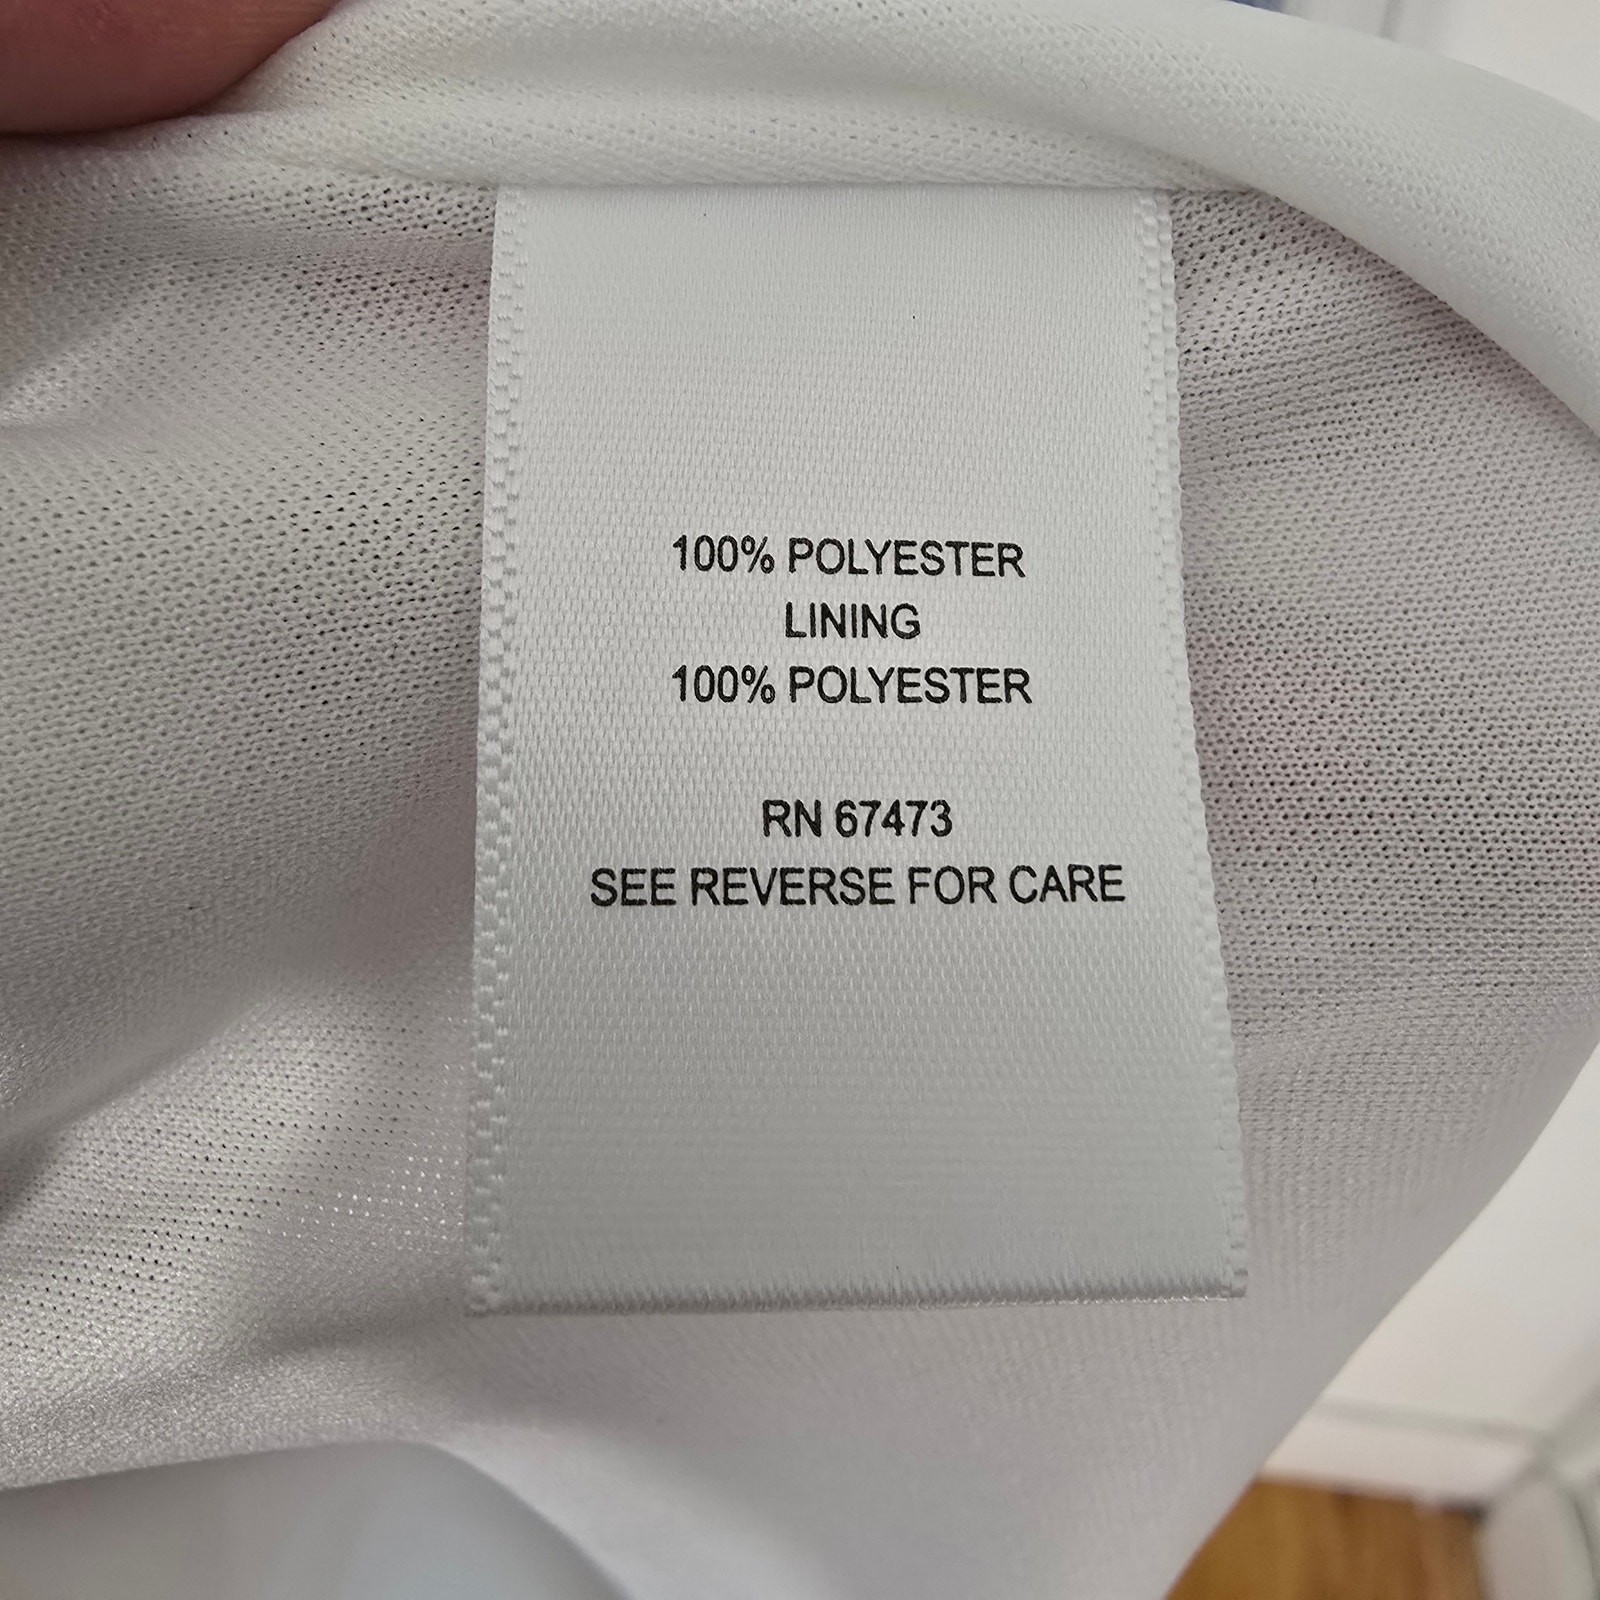 100% POLYESTER
LINING
100% POLYESTER
RN 67473
SEE REVERSE FOR CARE